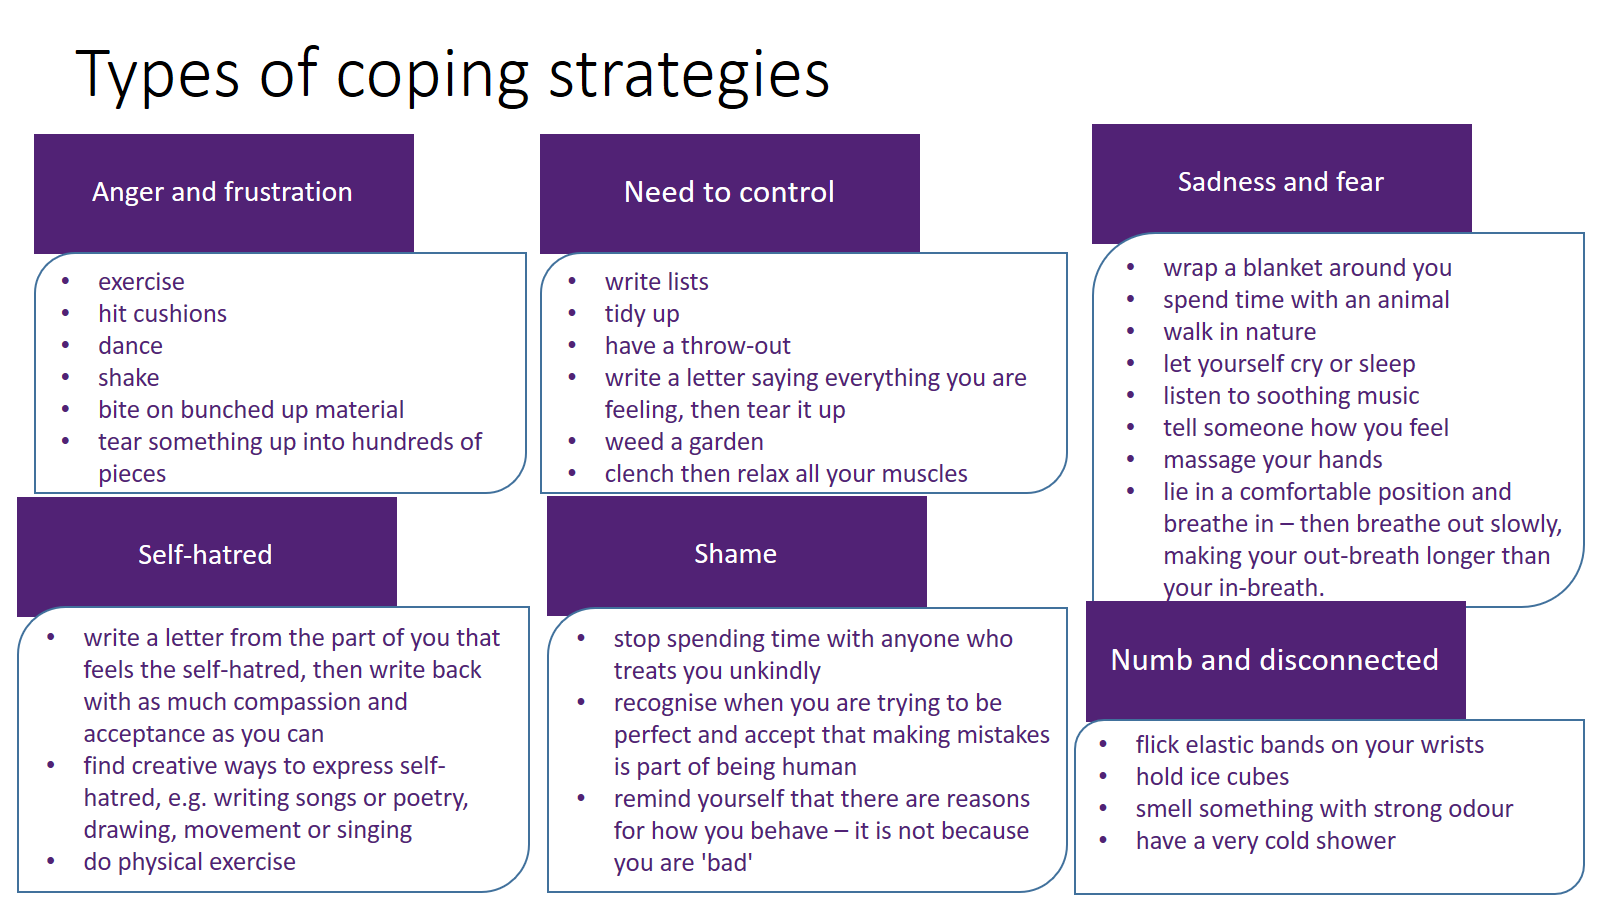 Types of coping strategies
Anger and frustration
• exercise
• hit cushions
• dance
• shake
• bite on bunched up material
• tear something up into hundreds of
pieces
Need to control
• write lists
• tidy up
• have a throw-out
• write a letter saying everything you are
feeling, then tear it up
• weed a garden
• clench then relax all your muscles
Sadness and fear
• wrap a blanket around you
• spend time with an animal
• walk in nature
• let yourself cry or sleep
• listen to soothing music
• tell someone how you feel
• massage your hands
• lie in a comfortable position and
breathe in – then breathe out slowly,
making your out-breath longer than
your in-breath.
Self-hatred
• write a letter from the part of you that
feels the self-hatred, then write back
with as much compassion and
acceptance as you can
• find creative ways to express self-
hatred, e.g. writing songs or poetry,
drawing, movement or singing
• do physical exercise
Shame
• stop spending time with anyone who
treats you unkindly
• recognise when you are trying to be
perfect and accept that making mistakes
is part of being human
• remind yourself that there are reasons
for how you behave – it is not because
you are 'bad'
Numb and disconnected
• flick elastic bands on your wrists
• hold ice cubes
• smell something with strong odour
• have a very cold shower